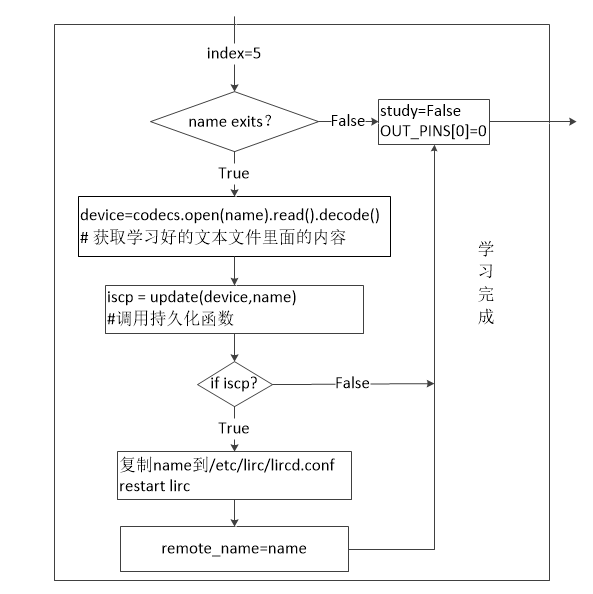 index=5
name exits?
False
study=False
OUT_PINS[0]=0
True
device=codecs.open(name).read().decode()
# 获取学习好的文本文件里面的内容
学
习
完
成
iscp = update(device,name)
#调用持久化函数
if iscp?
False
True
复制name到/etc/lirc/lircd.conf
restart lirc
remote_name=name